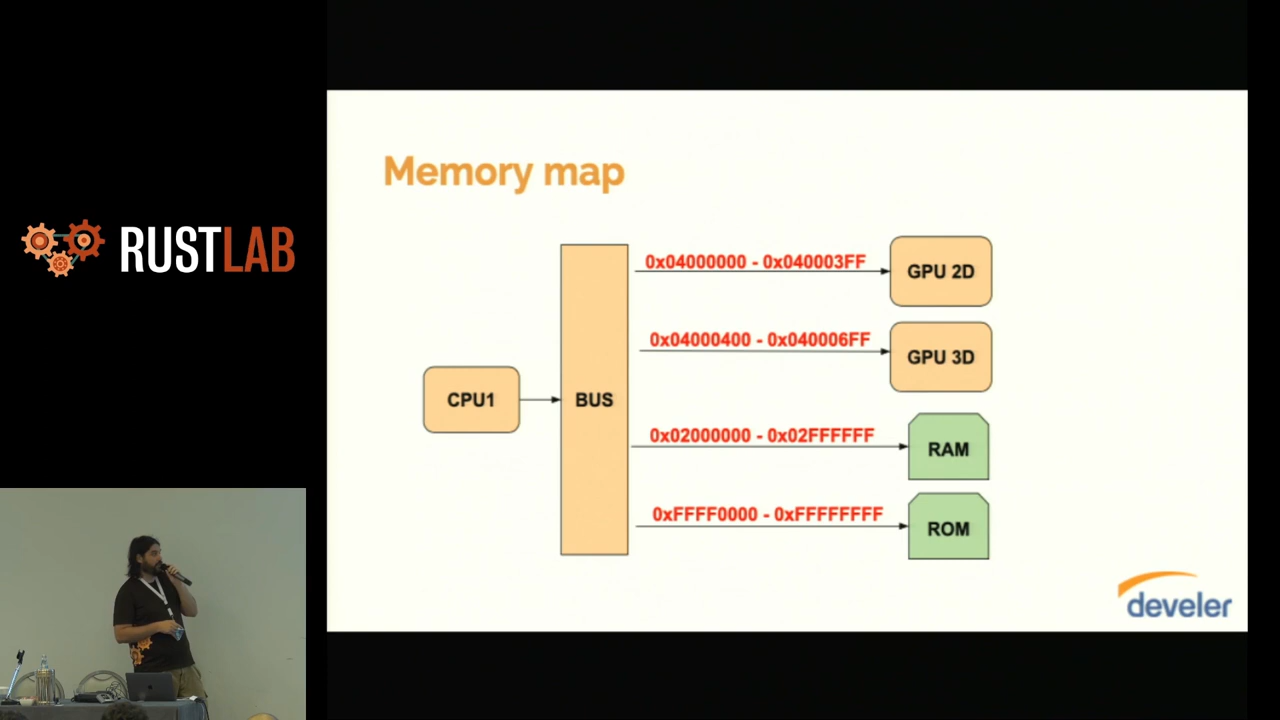 RUSTLAB
Memory map
0x04000000 - 0x040003FF
GPU 2D
0x04000400 - 0x040006FF
GPU 3D
CPU1
BUS
0x02000000 - 0x02FFFFFF
RAM
0xFFFF0000 - 0xFFFFFFFF
ROM
develer